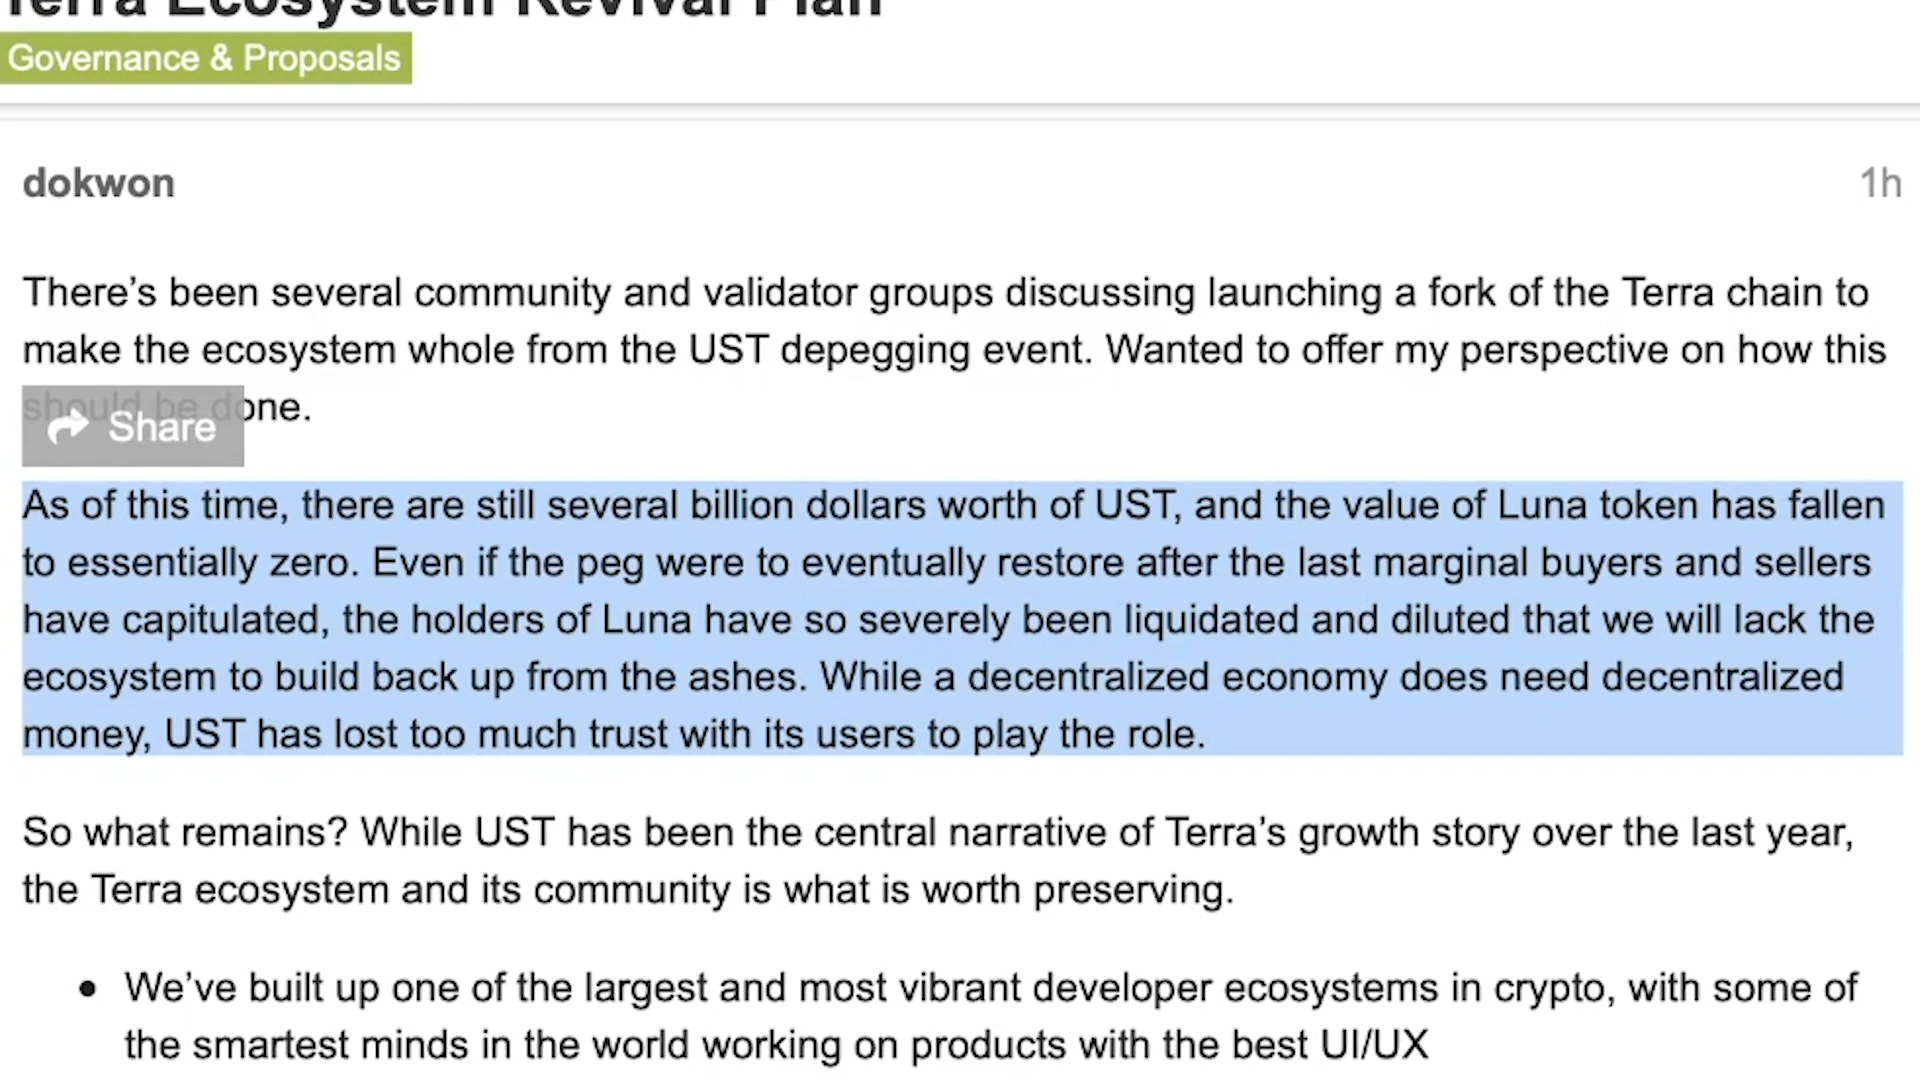 Terra Ecosystem Revival Plan
Governance & Proposals
dokwon
1h
There’s been several community and validator groups discussing launching a fork of the Terra chain to
make the ecosystem whole from the UST depegging event. Wanted to offer my perspective on how this
should be done.
Share
As of this time, there are still several billion dollars worth of UST, and the value of Luna token has fallen
to essentially zero. Even if the peg were to eventually restore after the last marginal buyers and sellers
have capitulated, the holders of Luna have so severely been liquidated and diluted that we will lack the
ecosystem to build back up from the ashes. While a decentralized economy does need decentralized
money, UST has lost too much trust with its users to play the role.
So what remains? While UST has been the central narrative of Terra’s growth story over the last year,
the Terra ecosystem and its community is what is worth preserving.
• We’ve built up one of the largest and most vibrant developer ecosystems in crypto, with some of
the smartest minds in the world working on products with the best UI/UX